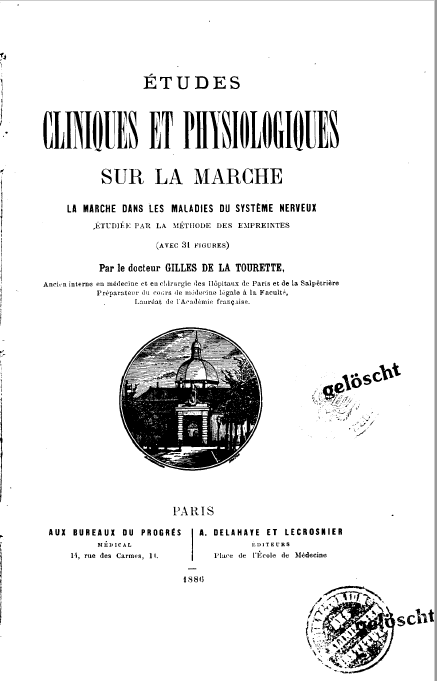 ÉTUDES
CLINIQUES ET PHYSIOLOGIQUES
SUR LA MARCHE
LA MARCHE DANS LES MALADIES DU SYSTÈME NERVEUX
ÉTUDIÉE PAR LA MÉTHODE DES EMPREINTES
(AVEC 31 FIGURES)
Par le docteur GILLES DE LA TOURETTE,
Ancien interne en médecine et en chirurgie des Hôpitaux de Paris et de la Salpêtrière
Préparateur du cours de médecine légale à la Faculté,
Lauréat de l'Académie française.
gelöscht
PARIS
AUX BUREAUX DU PROGRÉS
MÉDICAL
14, rue des Carmes, 14.
A. DELAHAYE ET LECROSNIER
EDITEURS
Place de l'École de Médecine
1886
gelöscht